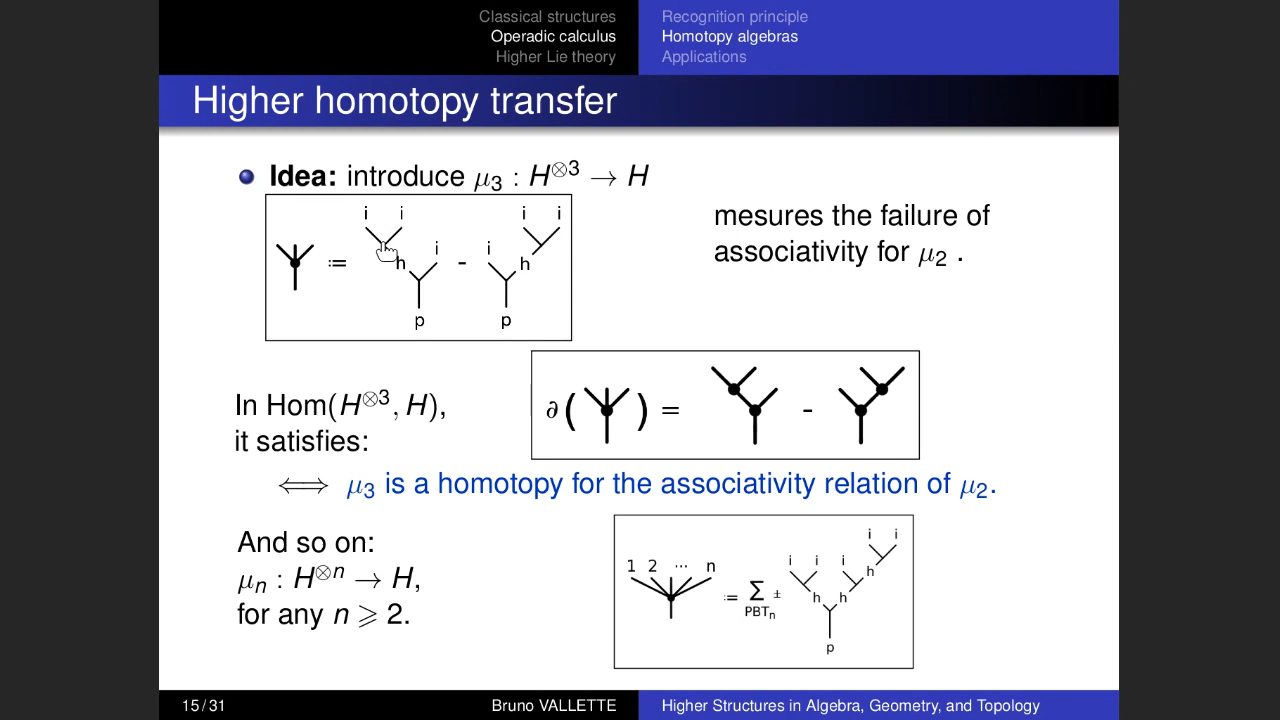 Classical structures
Operadic calculus
Higher Lie theory
Recognition principle
Homotopy algebras
Applications
Higher homotopy transfer
Idea: introduce μ₃ : H⊗³ → H
i i i i
:= i - i
h h
p p
mesures the failure of
associativity for μ₂ .
In Hom(H⊗³, H),
it satisfies:
∂( ) = -
⟺ μ₃ is a homotopy for the associativity relation of μ₂.
And so on:
μₙ : H⊗ⁿ → H,
for any n ⩾ 2.
1 2 ··· n
:= Σ ±
PBTₙ
i i
i i i
h
h h
p
15 / 31
Bruno VALLETTE
Higher Structures in Algebra, Geometry, and Topology